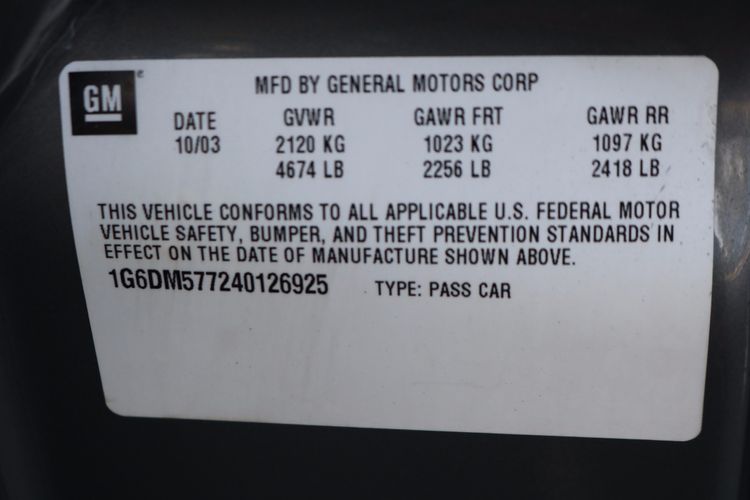 GM
MFD BY GENERAL MOTORS CORP
DATE GVWR GAWR FRT GAWR RR
10/03 2120 KG 1023 KG 1097 KG
4674 LB 2256 LB 2418 LB
THIS VEHICLE CONFORMS TO ALL APPLICABLE U.S. FEDERAL MOTOR
VEHICLE SAFETY, BUMPER, AND THEFT PREVENTION STANDARDS IN
EFFECT ON THE DATE OF MANUFACTURE SHOWN ABOVE.
1G6DM577240126925 TYPE: PASS CAR